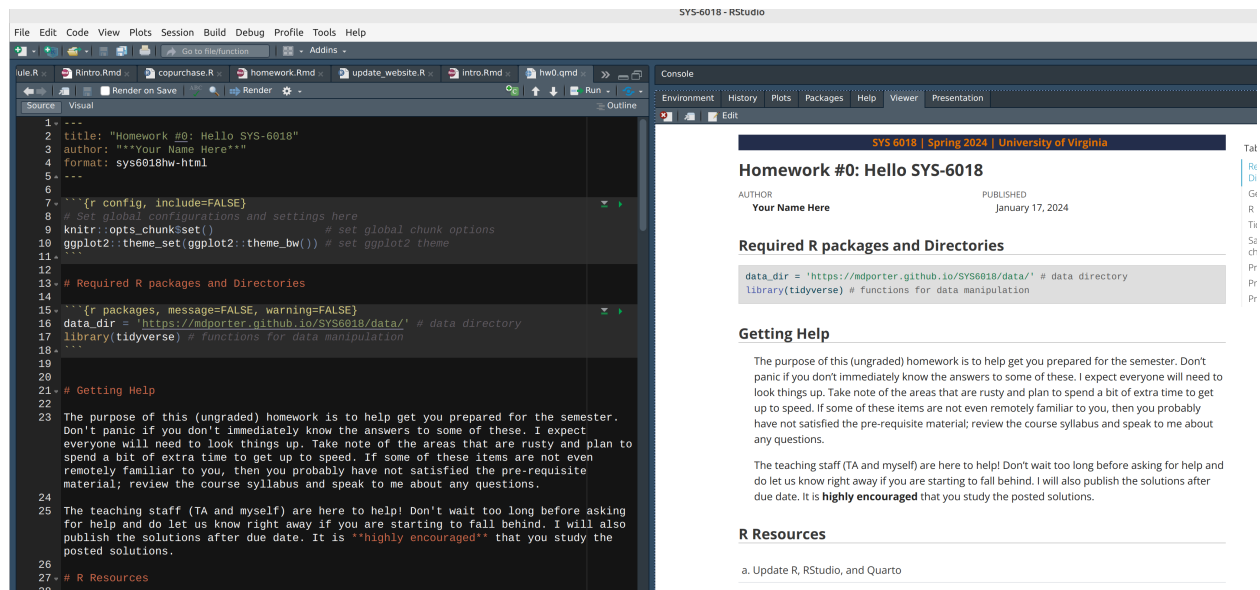 SYS-6018 - RStudio
File Edit Code View Plots Session Build Debug Profile Tools Help
Go to file/function Addins
ule.R Rintro.Rmd copurchase.R homework.Rmd update_website.R intro.Rmd hw0.qmd
Render on Save Render Run
Source Visual Outline
1 ---
2 title: "Homework #0: Hello SYS-6018"
3 author: "**Your Name Here**"
4 format: sys6018hw-html
5 ---
6
7 ```{r config, include=FALSE}
8 # Set global configurations and settings here
9 knitr::opts_chunk$set() # set global chunk options
10 ggplot2::theme_set(ggplot2::theme_bw()) # set ggplot2 theme
11 ```
12
13 # Required R packages and Directories
14
15 ```{r packages, message=FALSE, warning=FALSE}
16 data_dir = 'https://mdporter.github.io/SYS6018/data/' # data directory
17 library(tidyverse) # functions for data manipulation
18 ```
19
20
21 # Getting Help
22
23 The purpose of this (ungraded) homework is to help get you prepared for the semester.
Don't panic if you don't immediately know the answers to some of these. I expect
everyone will need to look things up. Take note of the areas that are rusty and plan to
spend a bit of extra time to get up to speed. If some of these items are not even
remotely familiar to you, then you probably have not satisfied the pre-requisite
material; review the course syllabus and speak to me about any questions.
24
25 The teaching staff (TA and myself) are here to help! Don't wait too long before asking
for help and do let us know right away if you are starting to fall behind. I will also
publish the solutions after due date. It is **highly encouraged** that you study the
posted solutions.
26
27 # R Resources
28
Console
Environment History Plots Packages Help Viewer Presentation
Edit
SYS 6018 | Spring 2024 | University of Virginia
Homework #0: Hello SYS-6018
AUTHOR PUBLISHED
Your Name Here January 17, 2024
Required R packages and Directories
data_dir = 'https://mdporter.github.io/SYS6018/data/' # data directory
library(tidyverse) # functions for data manipulation
Getting Help
The purpose of this (ungraded) homework is to help get you prepared for the semester. Don't
panic if you don't immediately know the answers to some of these. I expect everyone will need to
look things up. Take note of the areas that are rusty and plan to spend a bit of extra time to get
up to speed. If some of these items are not even remotely familiar to you, then you probably
have not satisfied the pre-requisite material; review the course syllabus and speak to me about
any questions.
The teaching staff (TA and myself) are here to help! Don't wait too long before asking for help and
do let us know right away if you are starting to fall behind. I will also publish the solutions after
due date. It is highly encouraged that you study the posted solutions.
R Resources
a. Update R, RStudio, and Quarto
Tab
Re
Di
Ge
R
Tid
Sa
ch
Pr
Pr
Pr